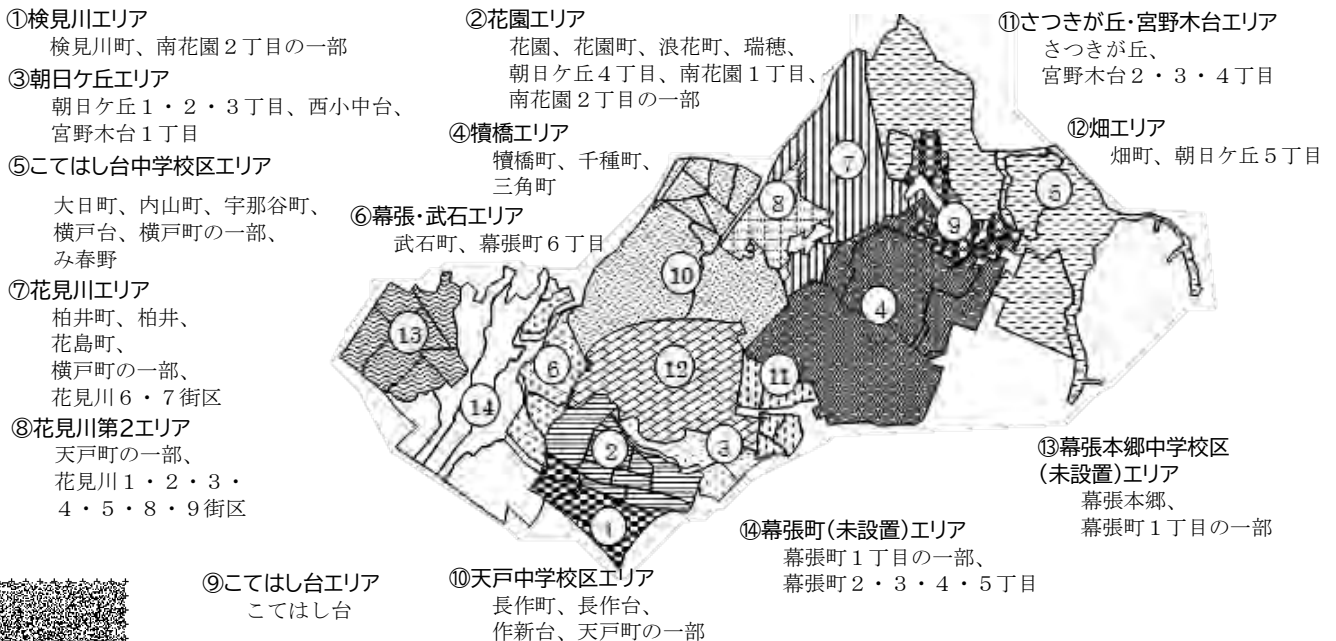 ①検見川エリア
検見川町、南花園２丁目の一部
③朝日ケ丘エリア
朝日ケ丘１・２・３丁目、西小中台、
宮野木台１丁目
⑤こてはし台中学校区エリア
大日町、内山町、宇那谷町、
横戸台、横戸町の一部、
み春野
⑦花見川エリア
柏井町、柏井、
花島町、
横戸町の一部、
花見川６・７街区
⑧花見川第2エリア
天戸町の一部、
花見川１・２・３・
４・５・８・９街区
②花園エリア
花園、花園町、浪花町、瑞穂、
朝日ケ丘４丁目、南花園１丁目、
南花園２丁目の一部
④犢橋エリア
犢橋町、千種町、
三角町
⑥幕張・武石エリア
武石町、幕張町６丁目
⑪さつきが丘・宮野木台エリア
さつきが丘、
宮野木台２・３・４丁目
⑫畑エリア
畑町、朝日ケ丘５丁目
⑦
⑧
⑤
⑨
⑩
④
⑬
⑥
⑫
⑪
⑭
②
③
①
⑬幕張本郷中学校区
(未設置)エリア
幕張本郷、
幕張町１丁目の一部
⑭幕張町(未設置)エリア
幕張町１丁目の一部、
幕張町２・３・４・５丁目
⑨こてはし台エリア
こてはし台
⑩天戸中学校区エリア
長作町、長作台、
作新台、天戸町の一部